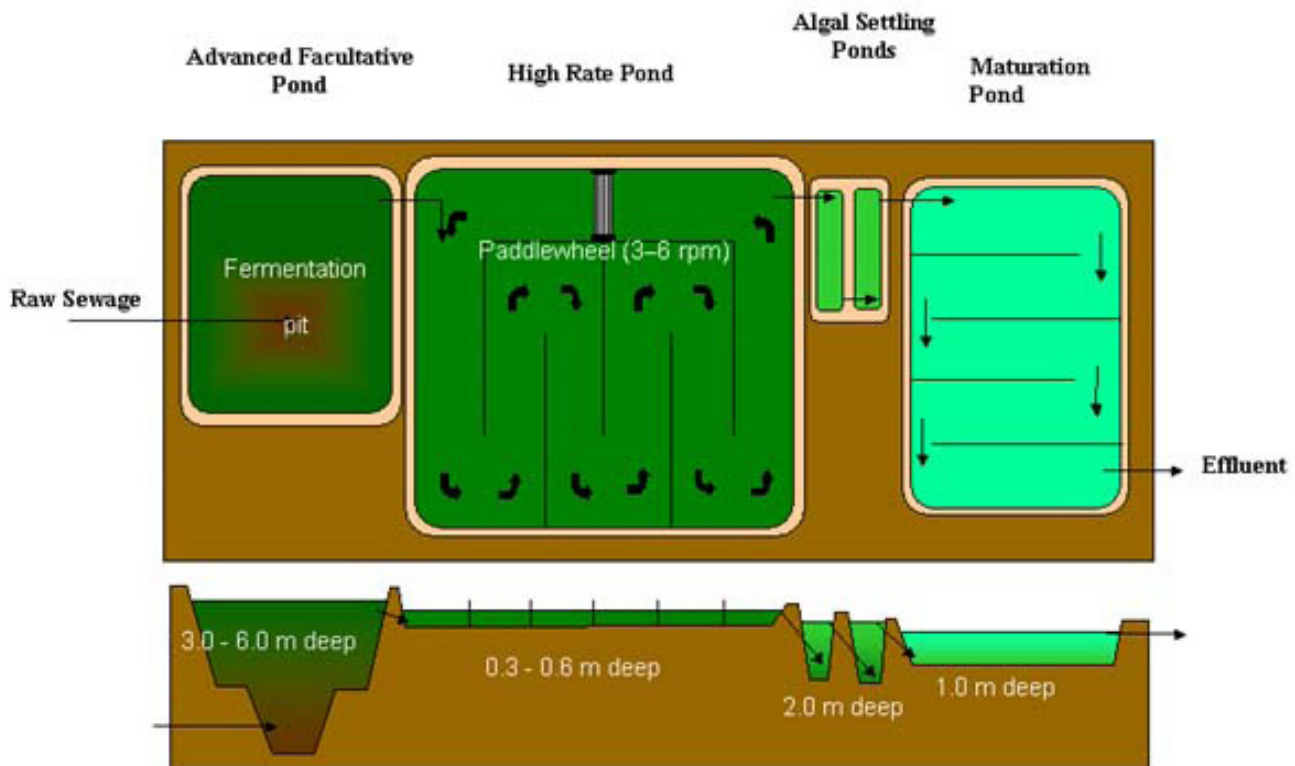 Advanced Facultative
Pond
High Rate Pond
Algal Settling
Ponds
Maturation
Pond
Raw Sewage
Fermentation
pit
Paddlewheel (3–6 rpm)
Effluent
3.0 - 6.0 m deep
0.3 - 0.6 m deep
2.0 m deep
1.0 m deep